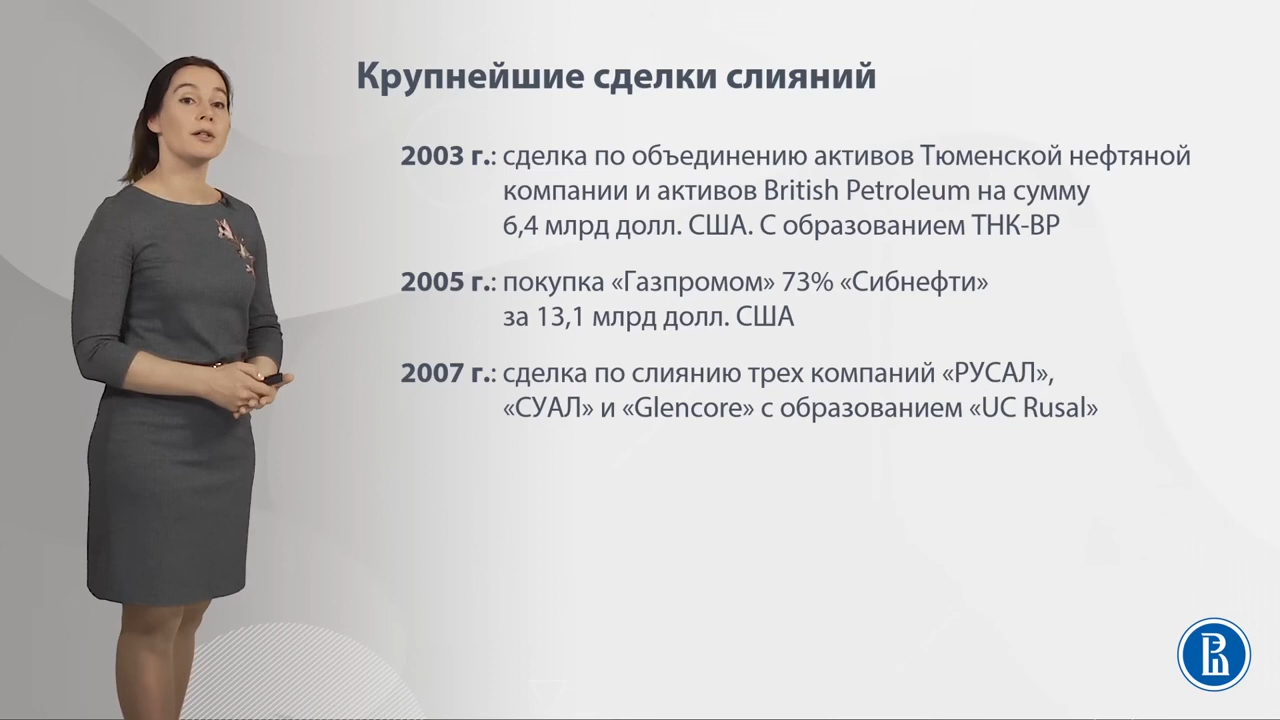 Крупнейшие сделки слияний
2003 г.: сделка по объединению активов Тюменской нефтяной
компании и активов British Petroleum на сумму
6,4 млрд долл. США. С образованием ТНК-ВР
2005 г.: покупка «Газпромом» 73% «Сибнефти»
за 13,1 млрд долл. США
2007 г.: сделка по слиянию трех компаний «РУСАЛ»,
«СУАЛ» и «Glencore» с образованием «UC Rusal»